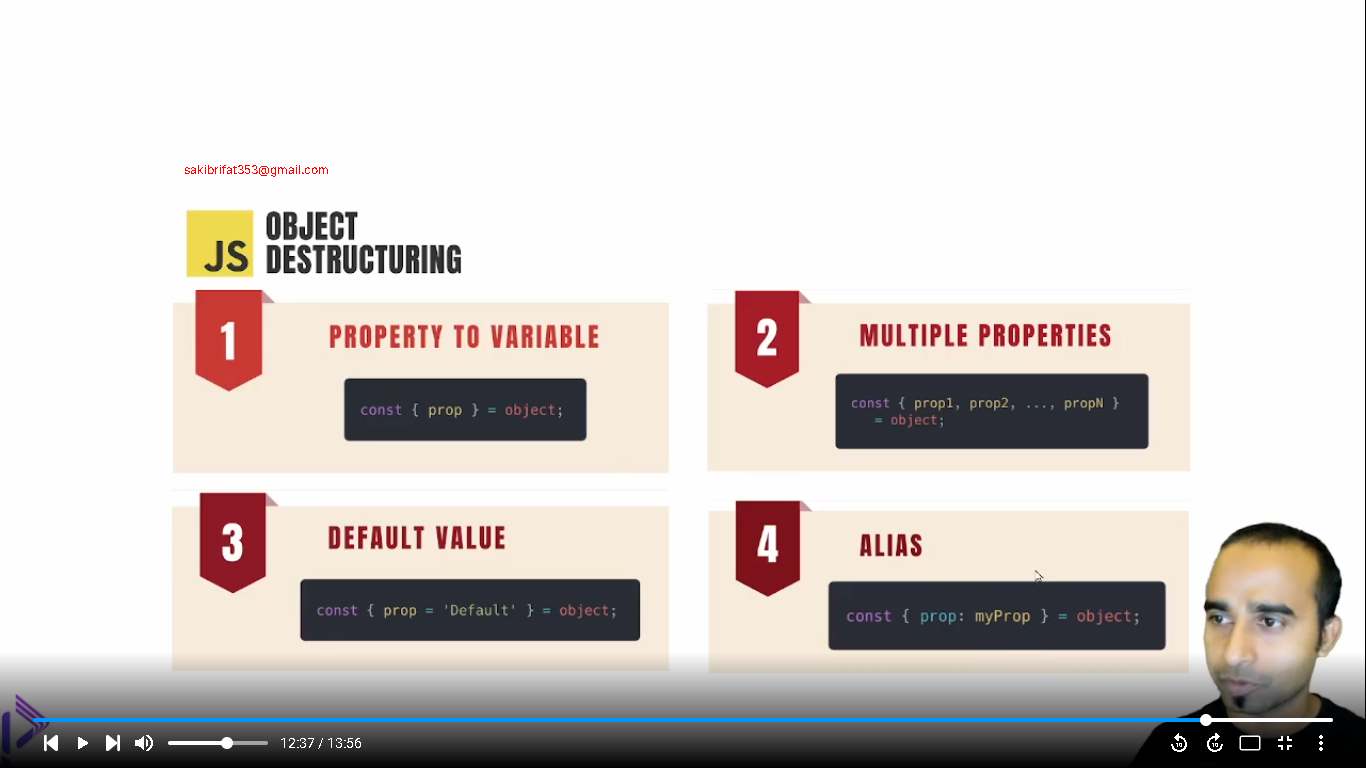 sakibrifat353@gmail.com
JS
OBJECT
DESTRUCTURING
1
PROPERTY TO VARIABLE
const { prop } = object;
2
MULTIPLE PROPERTIES
const { prop1, prop2, ..., propN }
= object;
3
DEFAULT VALUE
const { prop = 'Default' } = object;
4
ALIAS
const { prop: myProp } = object;
12:37 / 13:56
10
10